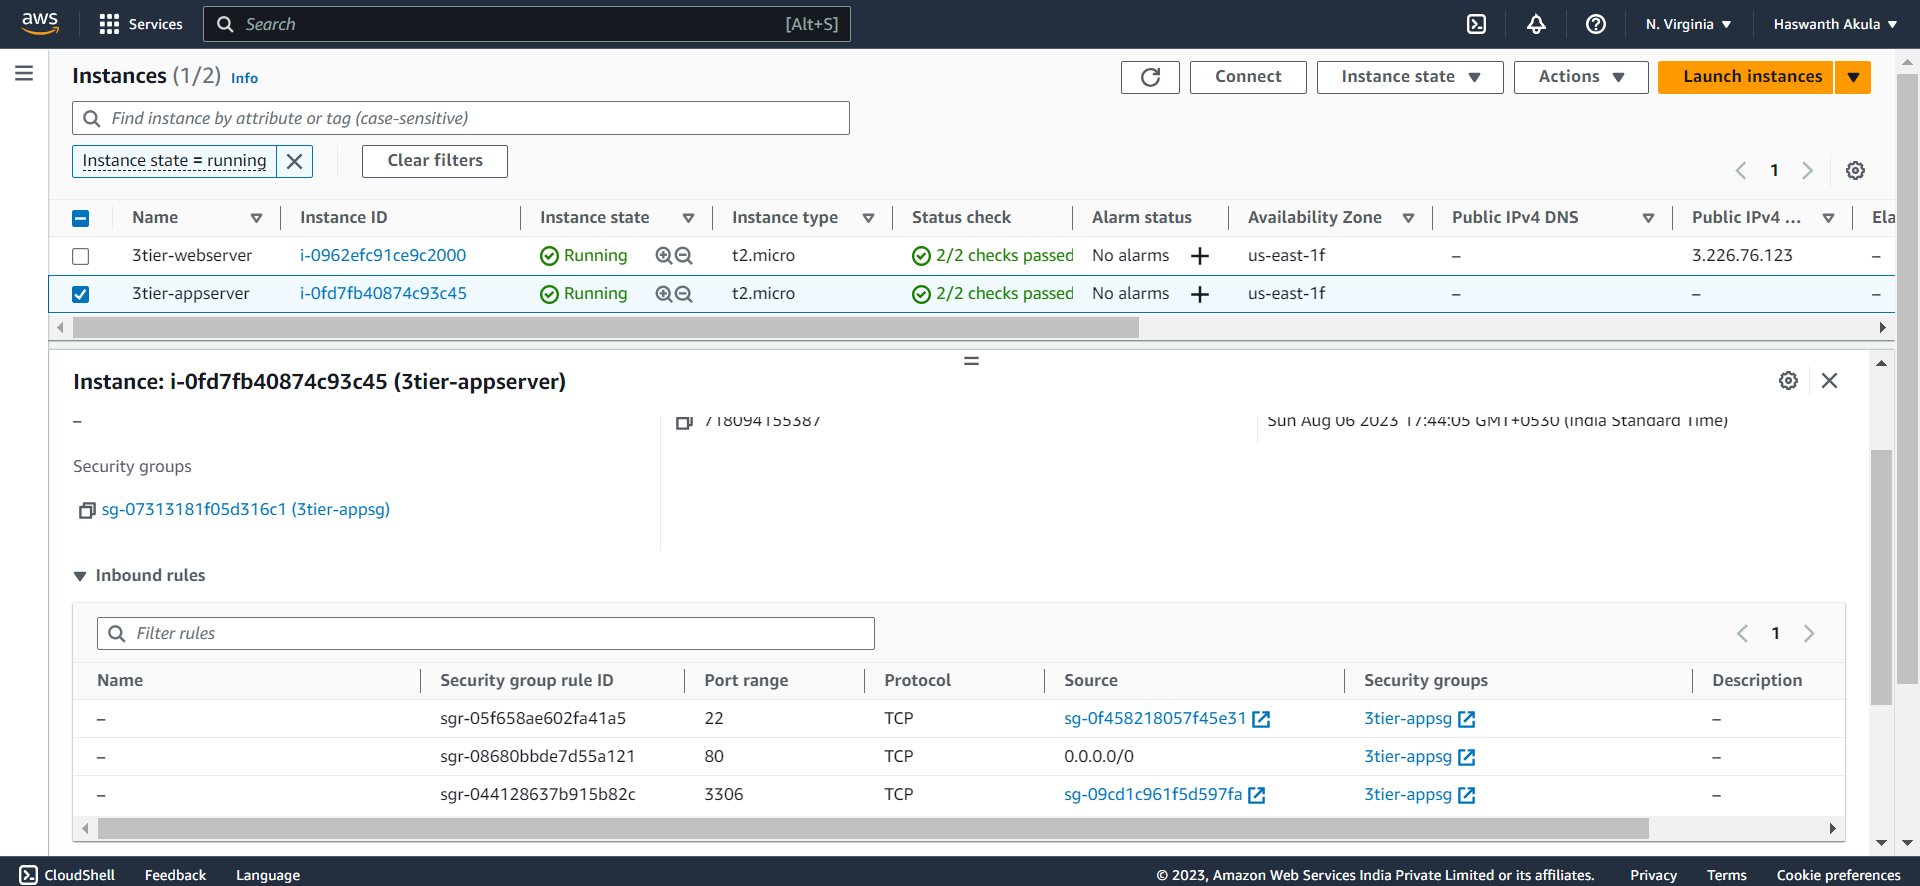 aws Services Search [Alt+S] N. Virginia Haswanth Akula
Instances (1/2) Info Connect Instance state Actions Launch instances
Find instance by attribute or tag (case-sensitive)
Instance state = running Clear filters
1
Name Instance ID Instance state Instance type Status check Alarm status Availability Zone Public IPv4 DNS Public IPv4 ... Ela
3tier-webserver i-0962efc91ce9c2000 Running t2.micro 2/2 checks passed No alarms + us-east-1f – 3.226.76.123 –
3tier-appserver i-0fd7fb40874c93c45 Running t2.micro 2/2 checks passed No alarms + us-east-1f – – –
Instance: i-0fd7fb40874c93c45 (3tier-appserver)
– 718094155387 Sun Aug 06 2023 17:44:05 GMT+0530 (India Standard Time)
Security groups
sg-07313181f05d316c1 (3tier-appsg)
Inbound rules
Filter rules 1
Name Security group rule ID Port range Protocol Source Security groups Description
– sgr-05f658ae602fa41a5 22 TCP sg-0f458218057f45e31 3tier-appsg –
– sgr-08680bbde7d55a121 80 TCP 0.0.0.0/0 3tier-appsg –
– sgr-044128637b915b82c 3306 TCP sg-09cd1c961f5d597fa 3tier-appsg –
CloudShell Feedback Language © 2023, Amazon Web Services India Private Limited or its affiliates. Privacy Terms Cookie preferences